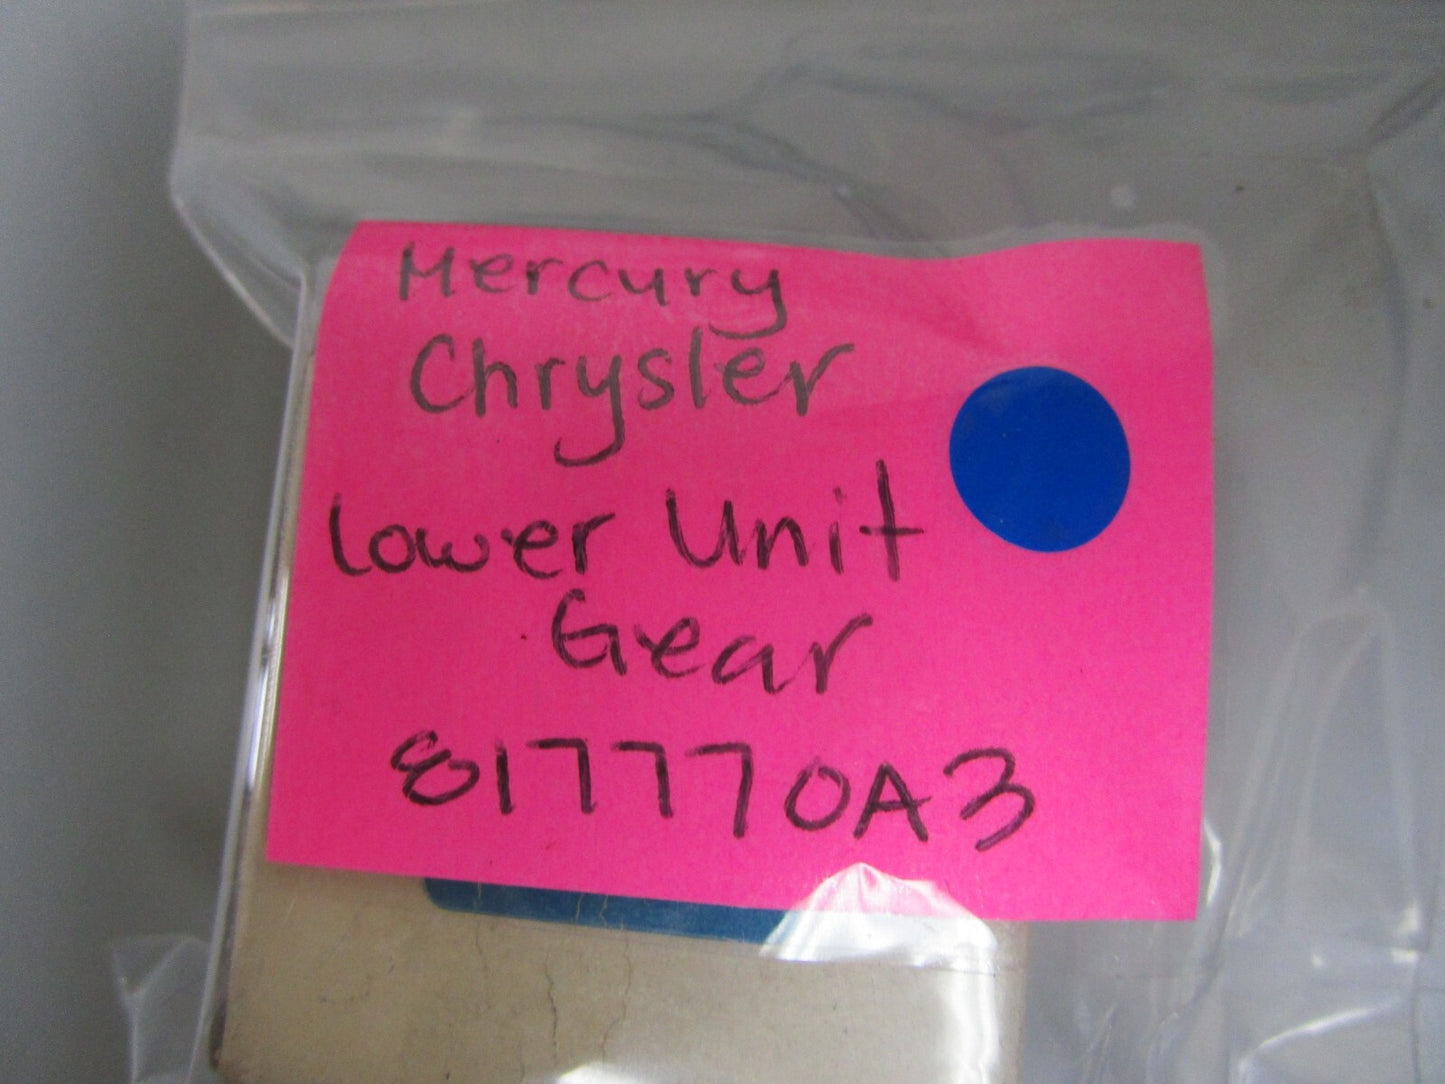 Mercury
Chrysler
Lower Unit
Gear
817770A3